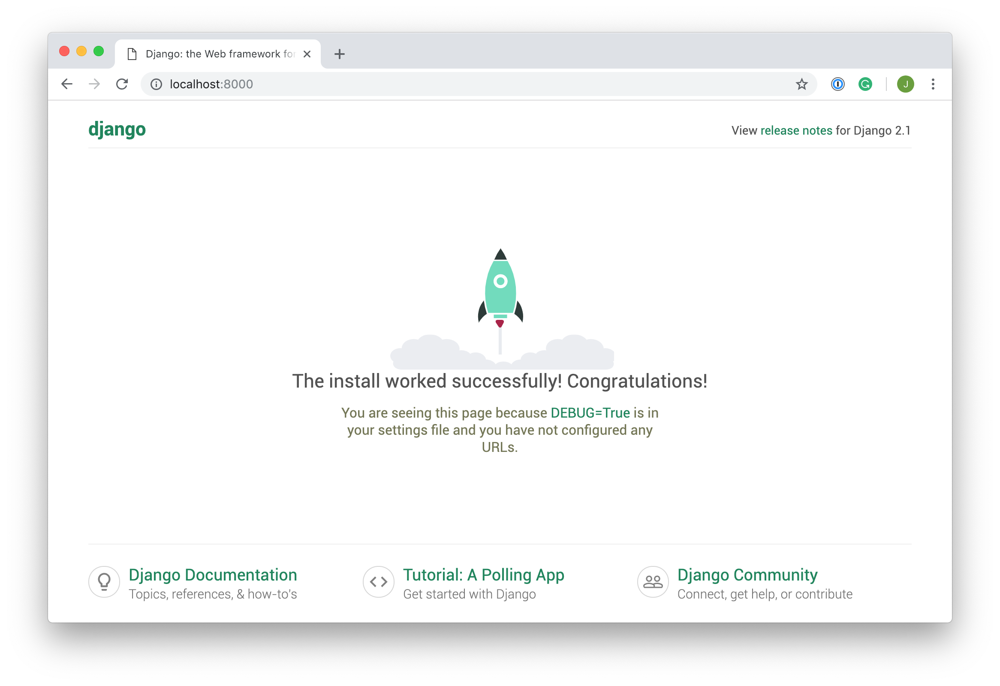 Django: the Web framework for
localhost:8000
J
django
View release notes for Django 2.1
The install worked successfully! Congratulations!
You are seeing this page because DEBUG=True is in
your settings file and you have not configured any
URLs.
Django Documentation
Topics, references, & how-to's
Tutorial: A Polling App
Get started with Django
Django Community
Connect, get help, or contribute